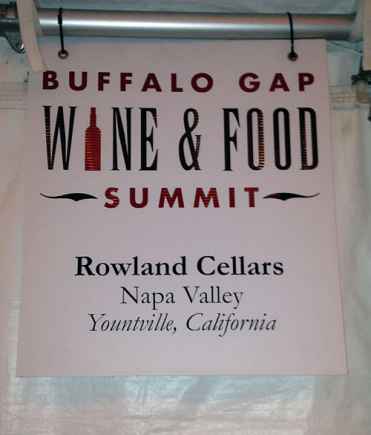 BUFFALO GAP
WINE & FOOD
SUMMIT
Rowland Cellars
Napa Valley
Yountville, California